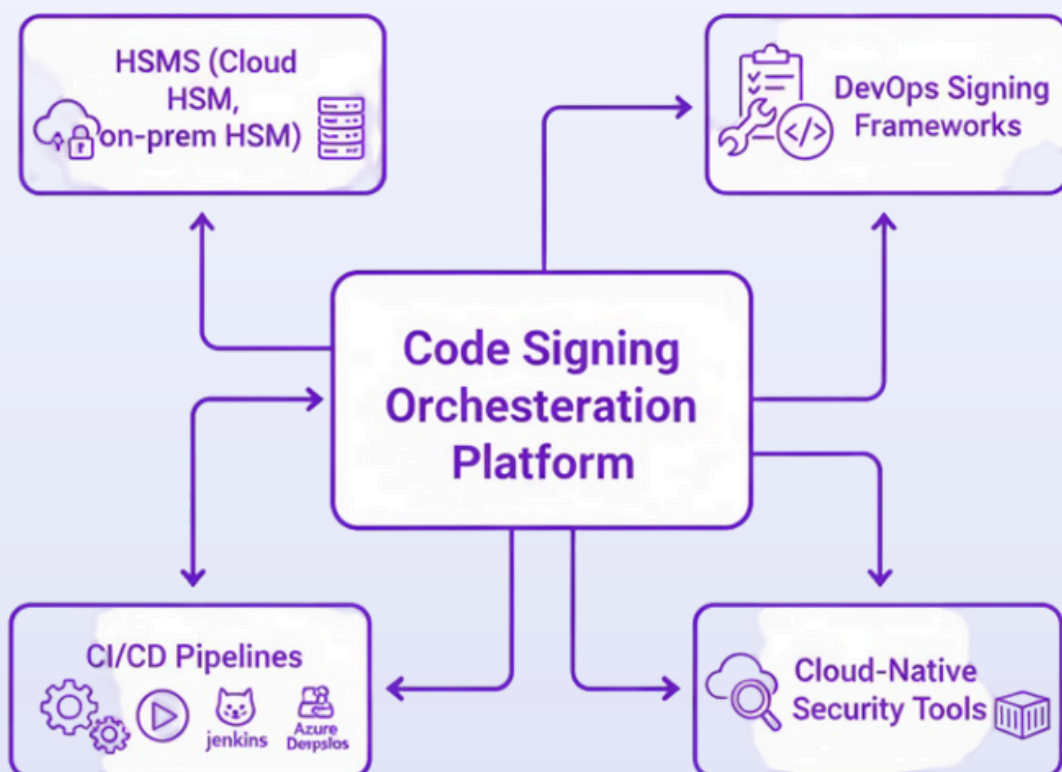 HSMS (Cloud
HSM,
on-prem HSM)
DevOps Signing
Frameworks
</>
Code Signing
Orchesteration
Platform
CI/CD Pipelines
jenkins
Azure
Derpslos
Cloud-Native
Security Tools